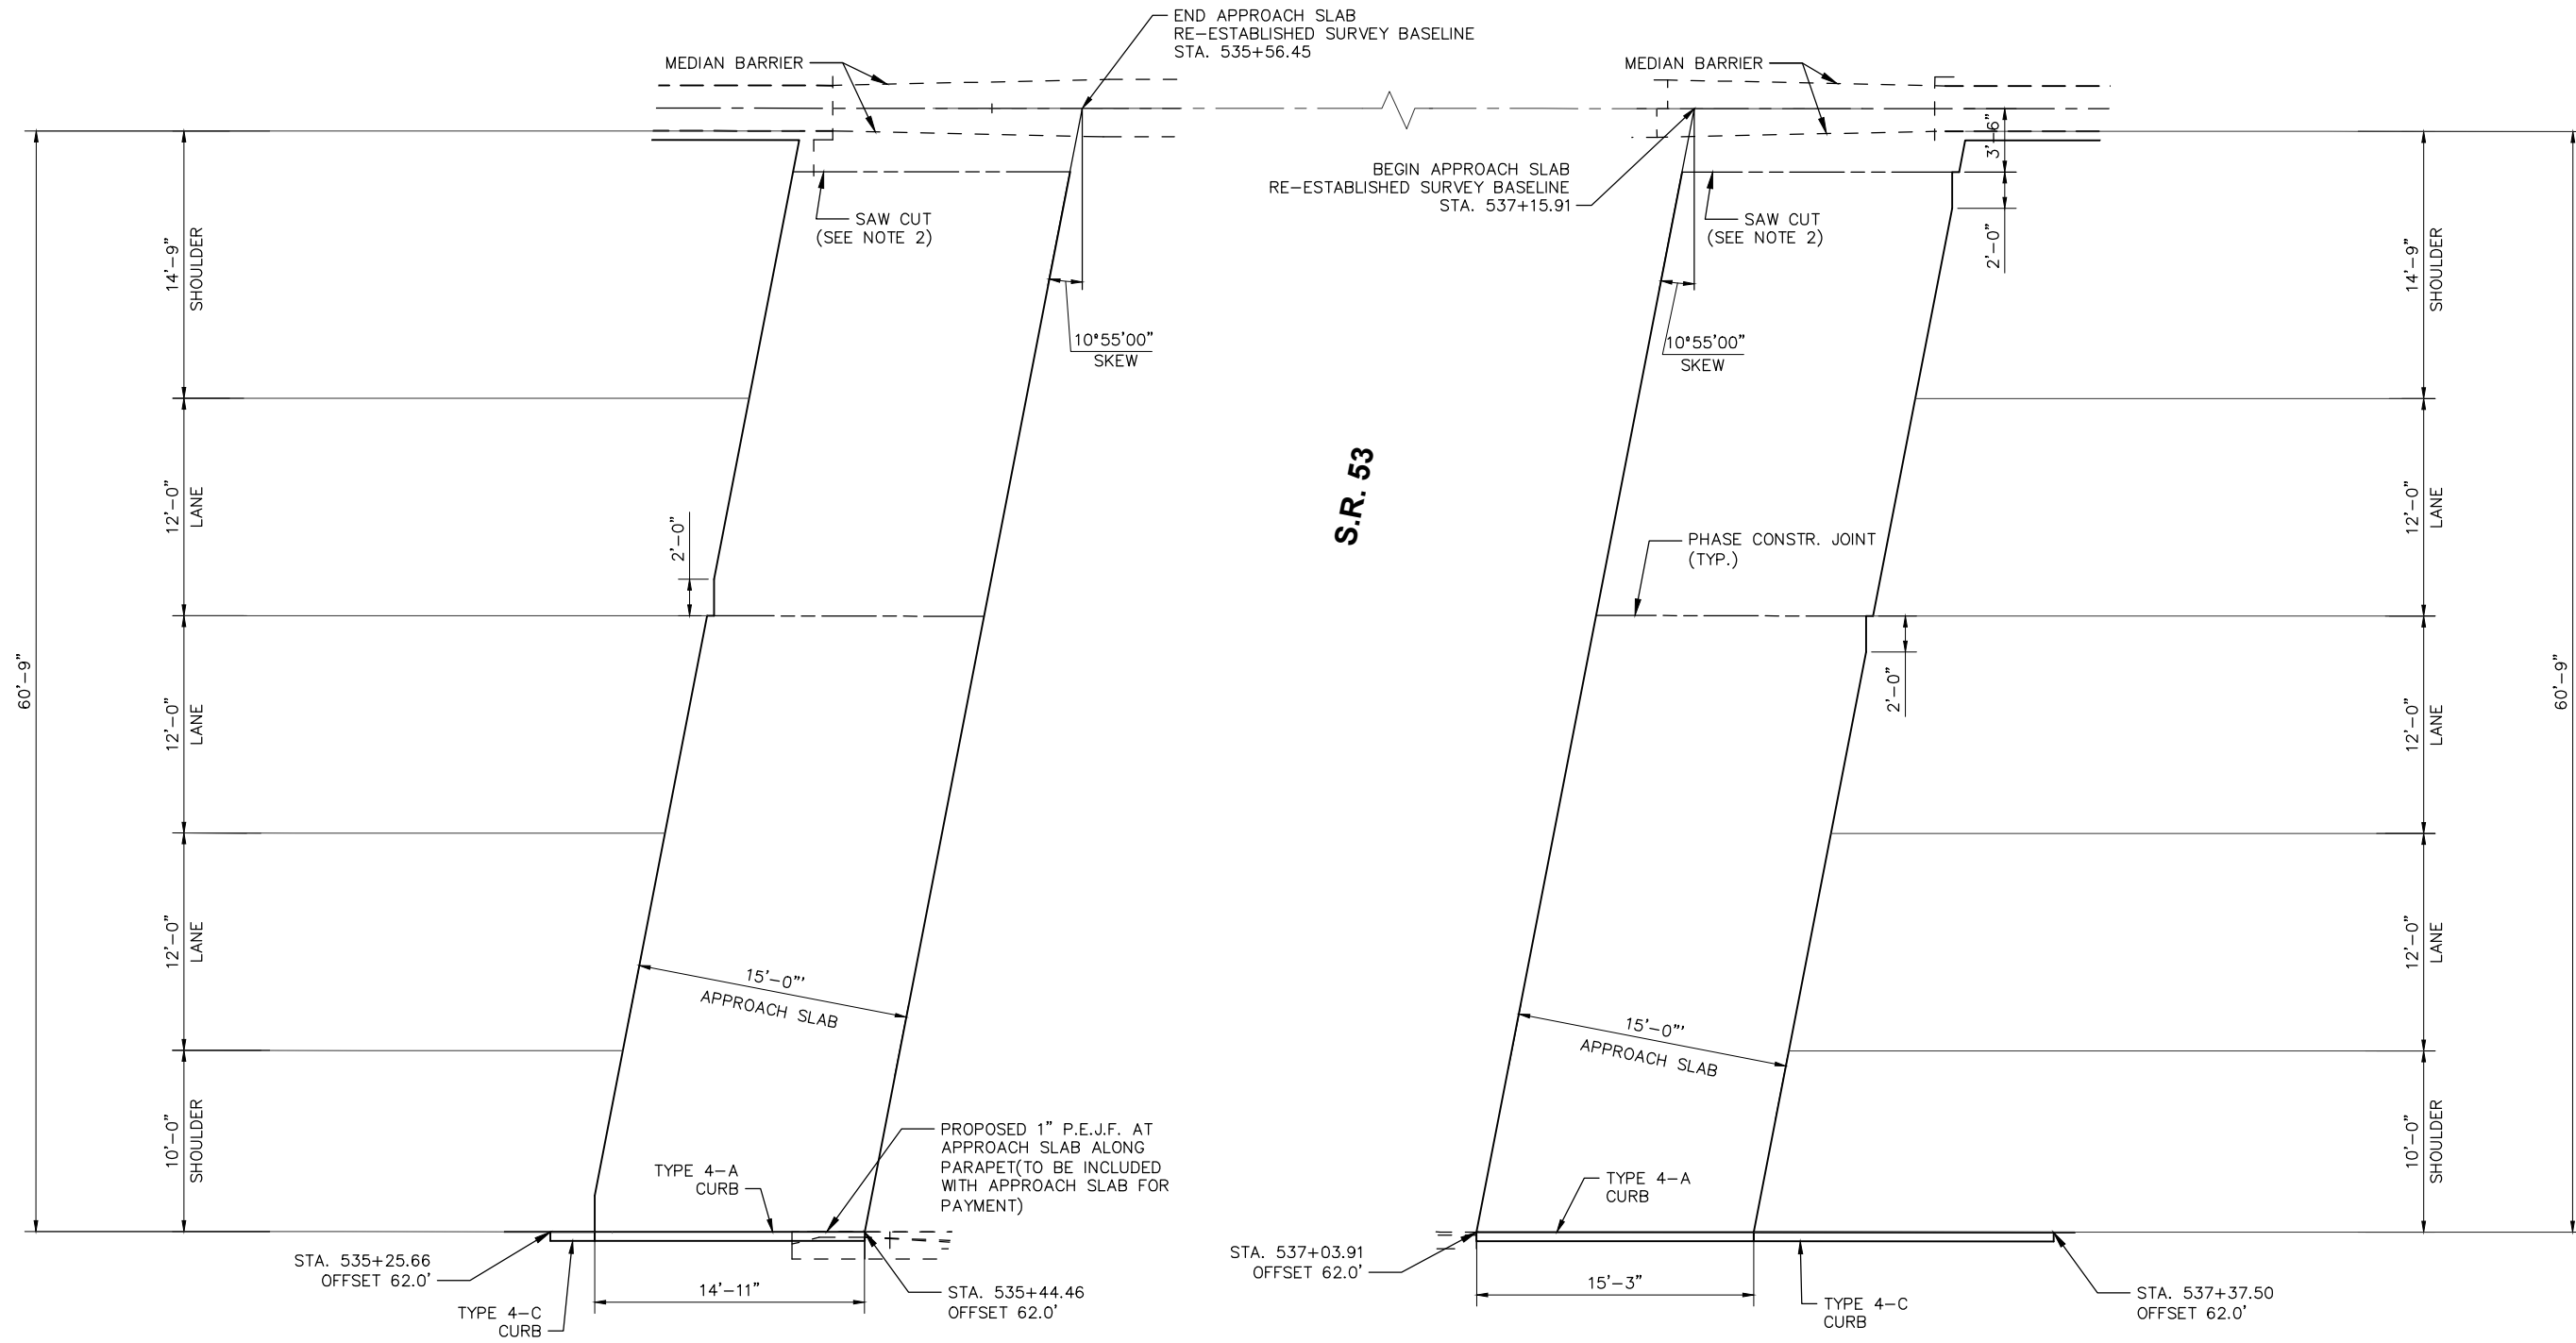 END APPROACH SLAB
RE-ESTABLISHED SURVEY BASELINE
STA. 535+56.45
MEDIAN BARRIER
MEDIAN BARRIER
3'-6"
BEGIN APPROACH SLAB
RE-ESTABLISHED SURVEY BASELINE
STA. 537+15.91
SAW CUT
(SEE NOTE 2)
SAW CUT
(SEE NOTE 2)
2'-0"
14'-9"
SHOULDER
14'-9"
SHOULDER
10°55'00"
SKEW
10°55'00"
SKEW
S.R. 53
12'-0"
LANE
2'-0"
PHASE CONSTR. JOINT
(TYP.)
12'-0"
LANE
60'-9"
12'-0"
LANE
2'-0"
12'-0"
LANE
60'-9"
12'-0"
LANE
15'-0"'
APPROACH SLAB
15'-0"'
APPROACH SLAB
12'-0"
LANE
10'-0"
SHOULDER
TYPE 4-A
CURB
PROPOSED 1" P.E.J.F. AT
APPROACH SLAB ALONG
PARAPET(TO BE INCLUDED
WITH APPROACH SLAB FOR
PAYMENT)
TYPE 4-A
CURB
10'-0"
SHOULDER
STA. 535+25.66
OFFSET 62.0'
TYPE 4-C
CURB
14'-11"
STA. 535+44.46
OFFSET 62.0'
STA. 537+03.91
OFFSET 62.0'
15'-3"
TYPE 4-C
CURB
STA. 537+37.50
OFFSET 62.0'